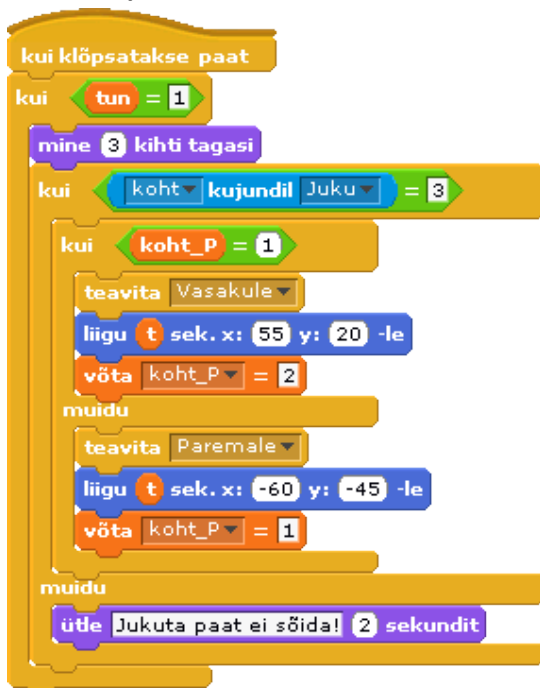 kui klõpsatakse paat
kui tun = 1
mine 3 kihti tagasi
kui koht kujundil Juku = 3
kui koht_P = 1
teavita Vasakule
liigu t sek. x: 55 y: 20 -le
võta koht_P = 2
muidu
teavita Paremale
liigu t sek. x: -60 y: -45 -le
võta koht_P = 1
muidu
ütle Jukuta paat ei sõida! 2 sekundit